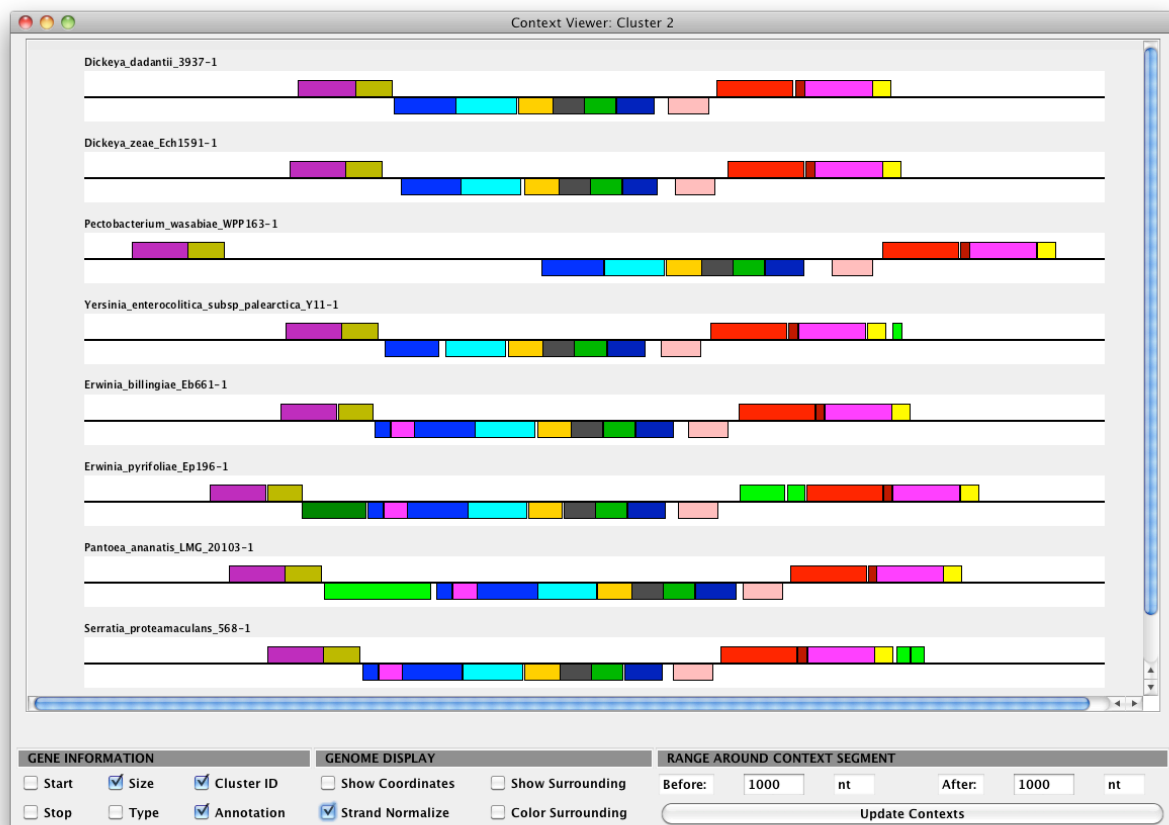 Context Viewer: Cluster 2
Dickeya_dadantii_3937-1
Dickeya_zeae_Ech1591-1
Pectobacterium_wasabiae_WPP163-1
Yersinia_enterocolitica_subsp_palearctica_Y11-1
Erwinia_billingiae_Eb661-1
Erwinia_pyrifoliae_Ep196-1
Pantoea_ananatis_LMG_20103-1
Serratia_proteamaculans_568-1
GENE INFORMATION GENOME DISPLAY RANGE AROUND CONTEXT SEGMENT
Start Size Cluster ID Show Coordinates Show Surrounding Before: 1000 nt After: 1000 nt
Stop Type Annotation Strand Normalize Color Surrounding Update Contexts